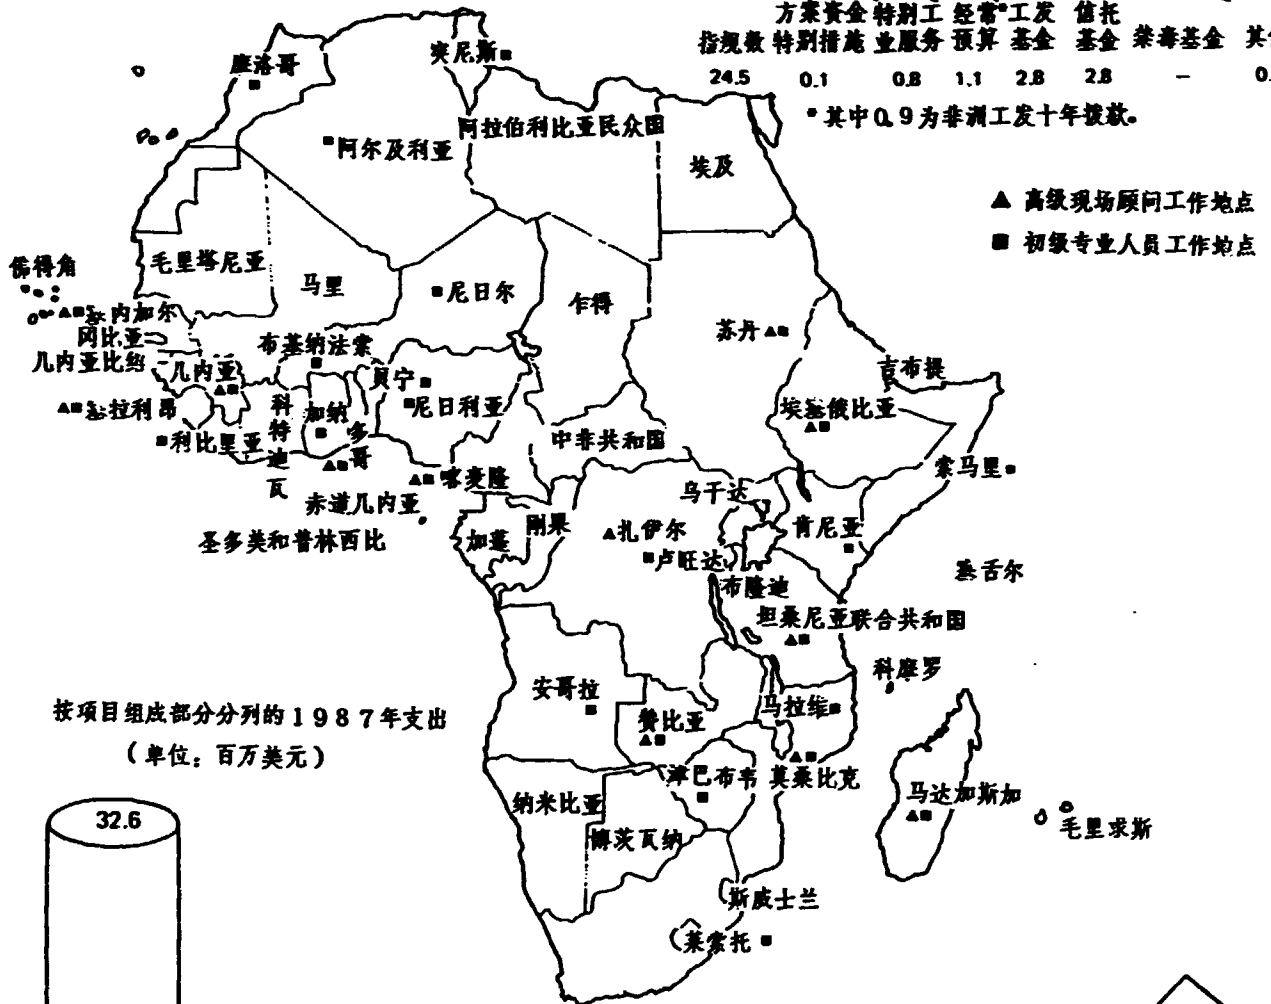 方案资金 特别工 经常*工发 信托
指规数 特别措施 业服务 预算 基金 基金 禁毒基金
24.5 0.1 0.8 1.1 2.8 2.8 — 0.
*其中0.9为非洲工发十年拨款。
▲ 高级现场顾问工作地点
■ 初级专业人员工作地点
摩洛哥
突尼斯
阿尔及利亚
阿拉伯利比亚民众国
埃及
毛里塔尼亚
马里
尼日尔
乍得
苏丹
佛得角
塞内加尔
冈比亚
几内亚比绍
几内亚
布基纳法索
贝宁
尼日利亚
塞拉利昂
利比里亚
科特迪瓦
加纳
多哥
吉布提
埃塞俄比亚
中非共和国
喀麦隆
索马里
赤道几内亚
圣多美和普林西比
加蓬
刚果
扎伊尔
乌干达
肯尼亚
卢旺达
布隆迪
塞舌尔
坦桑尼亚联合共和国
科摩罗
安哥拉
赞比亚
马拉维
津巴布韦
莫桑比克
纳米比亚
博茨瓦纳
马达加斯加
毛里求斯
斯威士兰
莱索托
按项目组成部分分列的1987年支出
(单位:百万美元)
32.6